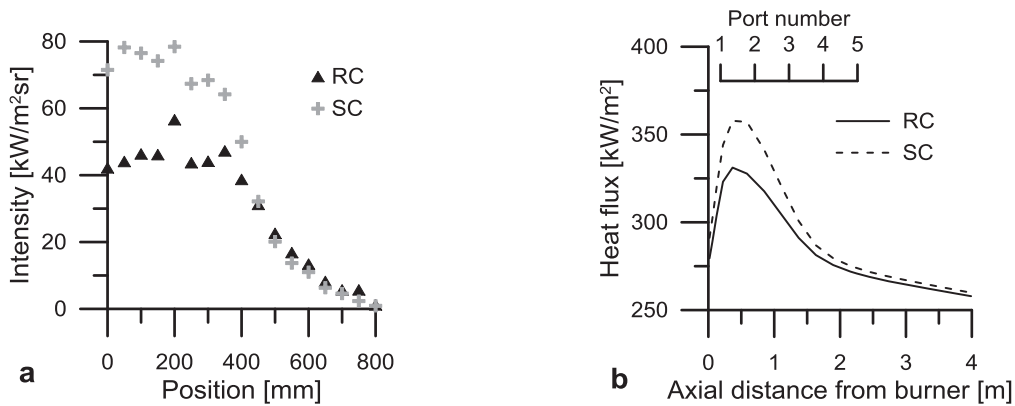 80
60
40
20
0
Intensity [kW/m²sr]
RC
SC
0 200 400 600 800
Position [mm]
a
Port number
1 2 3 4 5
400
350
300
250
Heat flux [kW/m²]
RC
SC
0 1 2 3 4
Axial distance from burner [m]
b